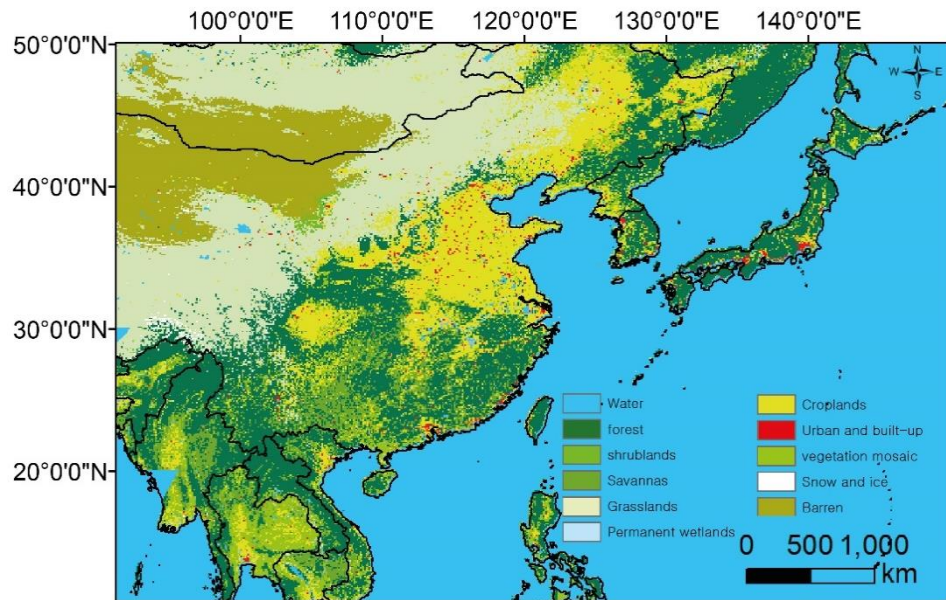 100°0'0"E 110°0'0"E 120°0'0"E 130°0'0"E 140°0'0"E
50°0'0"N
N
W E
S
40°0'0"N
30°0'0"N
20°0'0"N
Water
forest
shrublands
Savannas
Grasslands
Permanent wetlands
Croplands
Urban and built-up
vegetation mosaic
Snow and ice
Barren
0 500 1,000
km